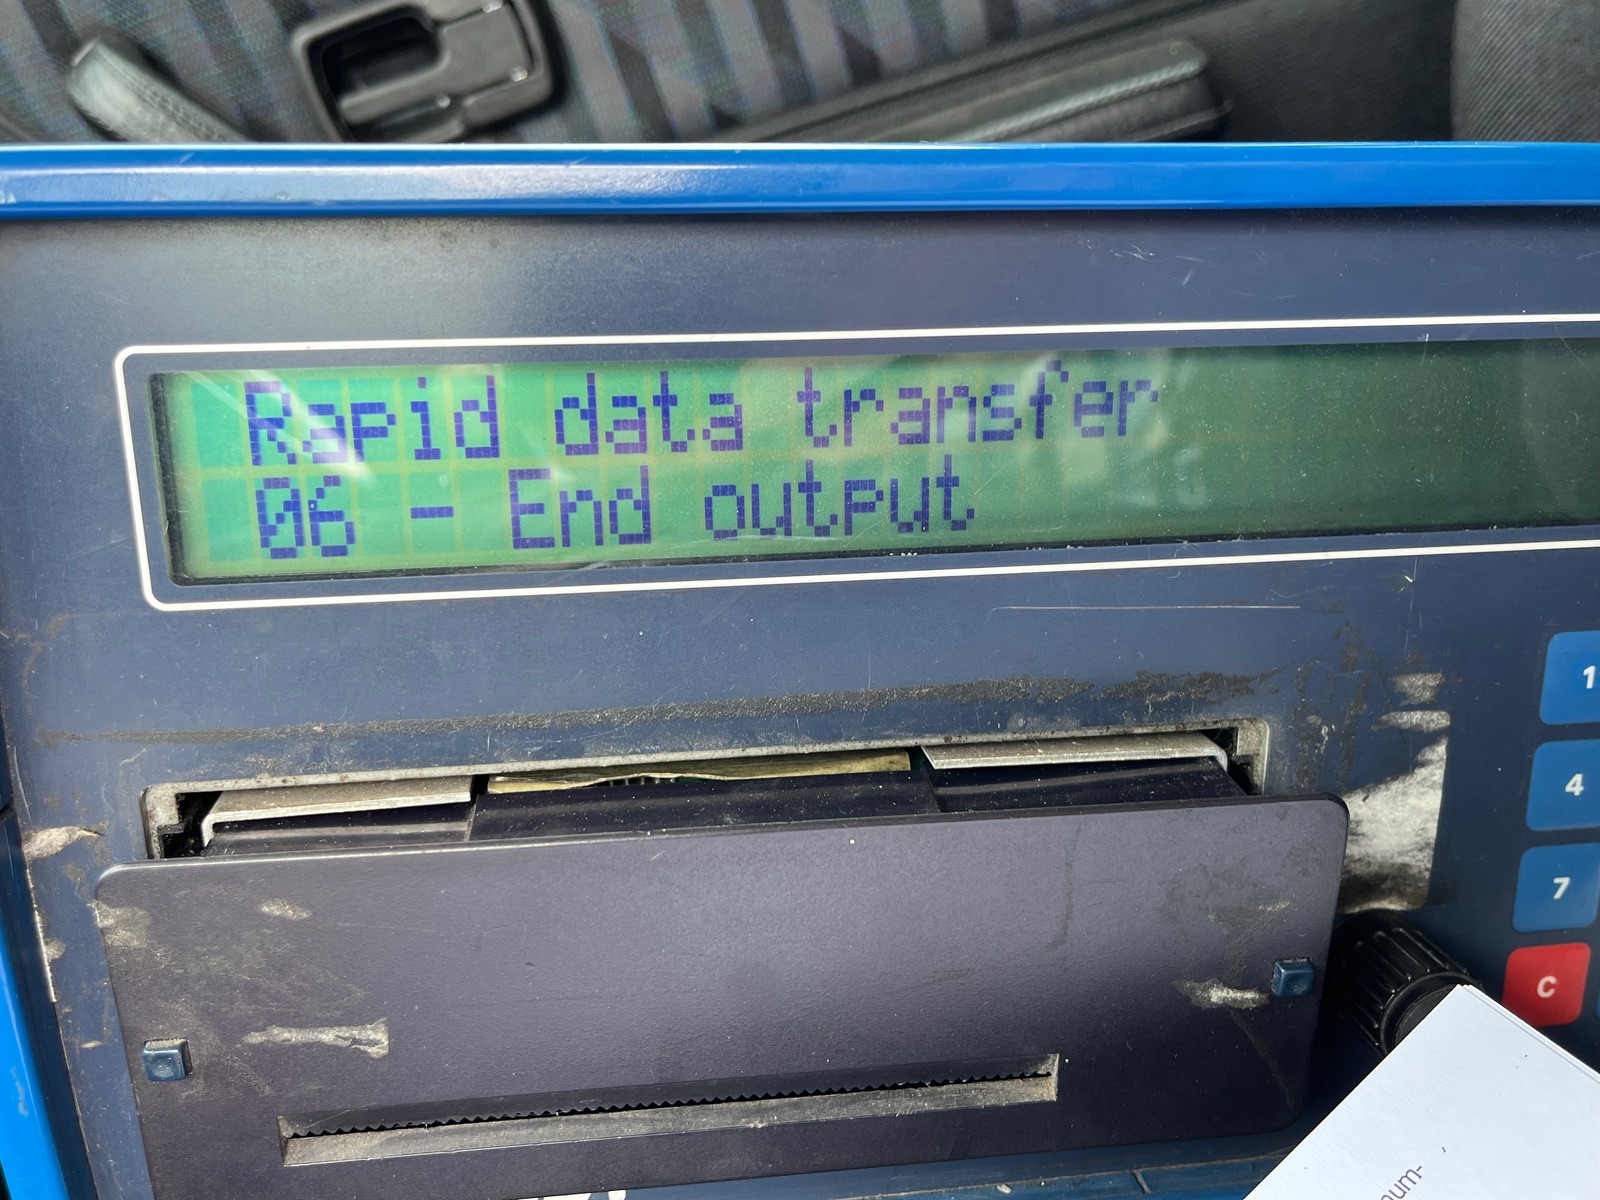 Rapid data transfer
06 - End output
1
4
7
C